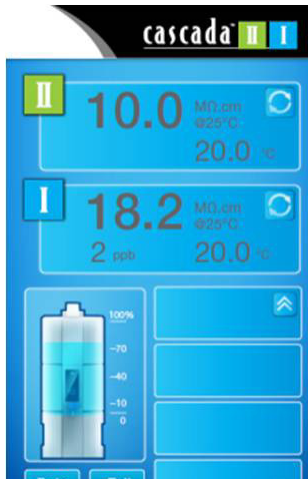 cascada™ II I
II
10.0 MΩ.cm
@25°C
20.0 °C
I
18.2 MΩ.cm
@25°C
2 ppb 20.0 °C
100%
-70
-40
-10
0